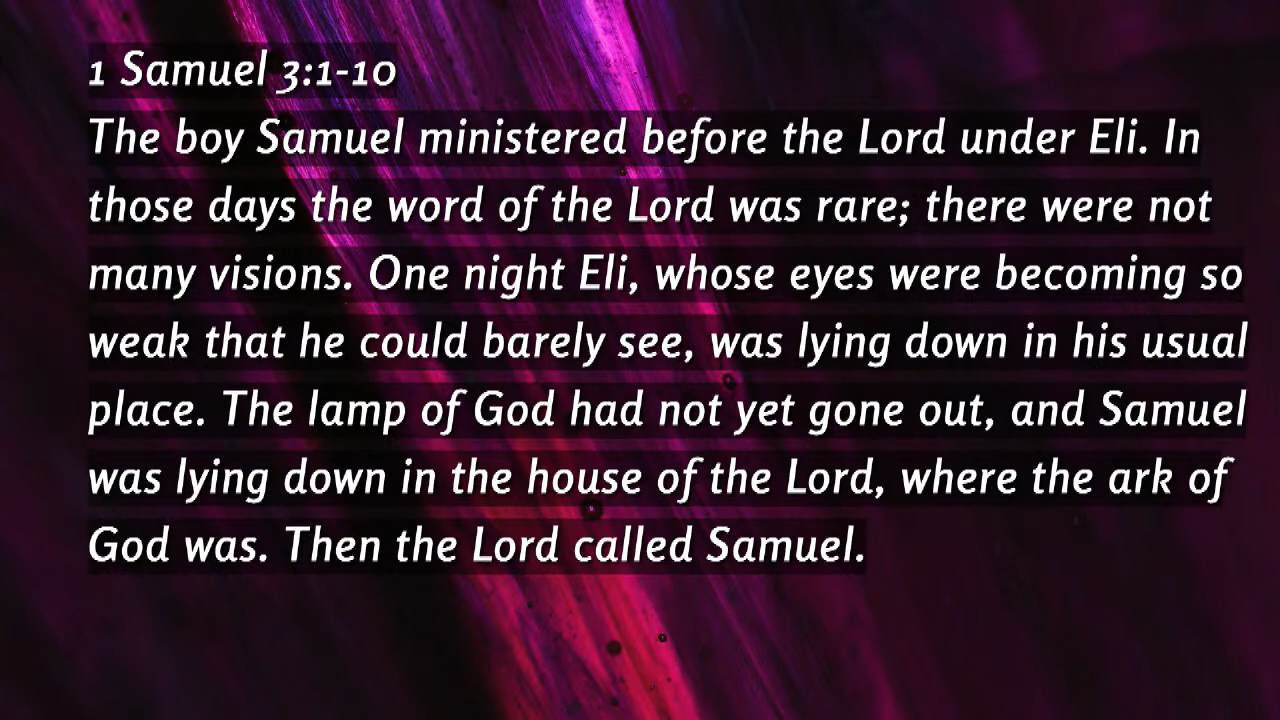 1 Samuel 3:1-10
The boy Samuel ministered before the Lord under Eli. In
those days the word of the Lord was rare; there were not
many visions. One night Eli, whose eyes were becoming so
weak that he could barely see, was lying down in his usual
place. The lamp of God had not yet gone out, and Samuel
was lying down in the house of the Lord, where the ark of
God was. Then the Lord called Samuel.